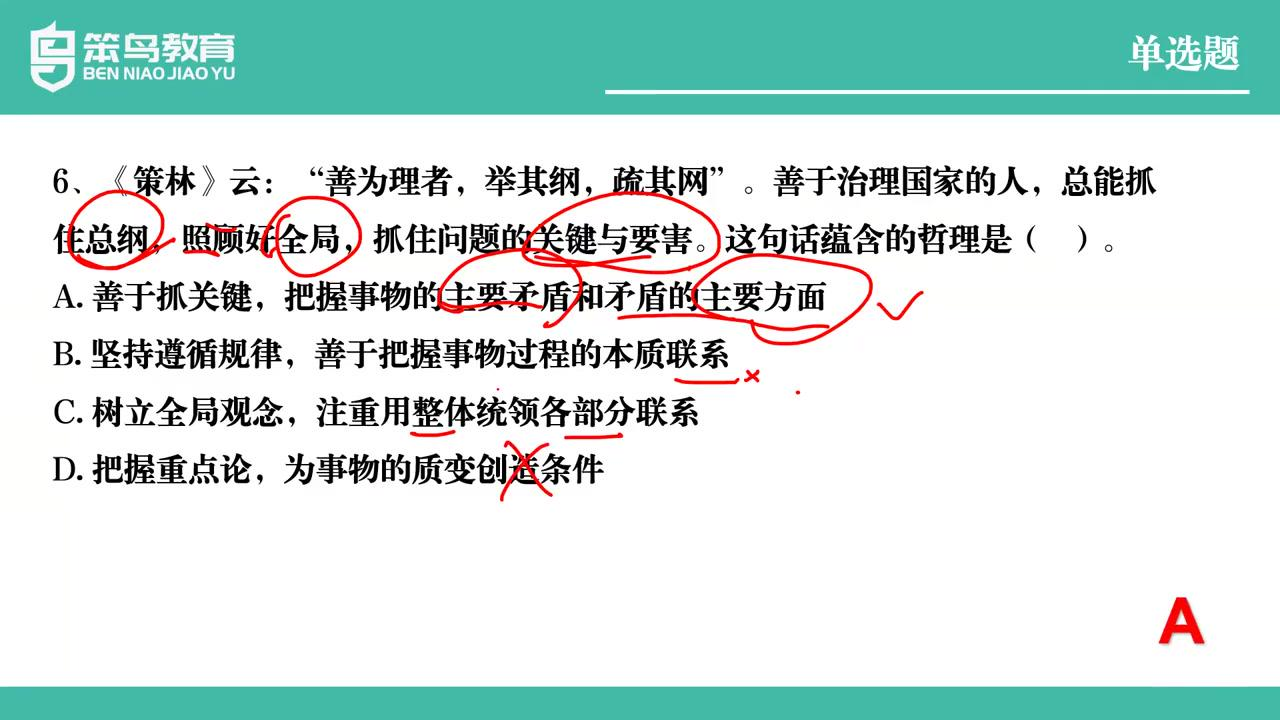 笨鸟教育
BEN NIAO JIAO YU
单选题
6、《策林》云：“善为理者，举其纲，疏其网”。善于治理国家的人，总能抓
住总纲，照顾好全局，抓住问题的关键与要害。这句话蕴含的哲理是（　）。
A. 善于抓关键，把握事物的主要矛盾和矛盾的主要方面
B. 坚持遵循规律，善于把握事物过程的本质联系
C. 树立全局观念，注重用整体统领各部分联系
D. 把握重点论，为事物的质变创造条件
A